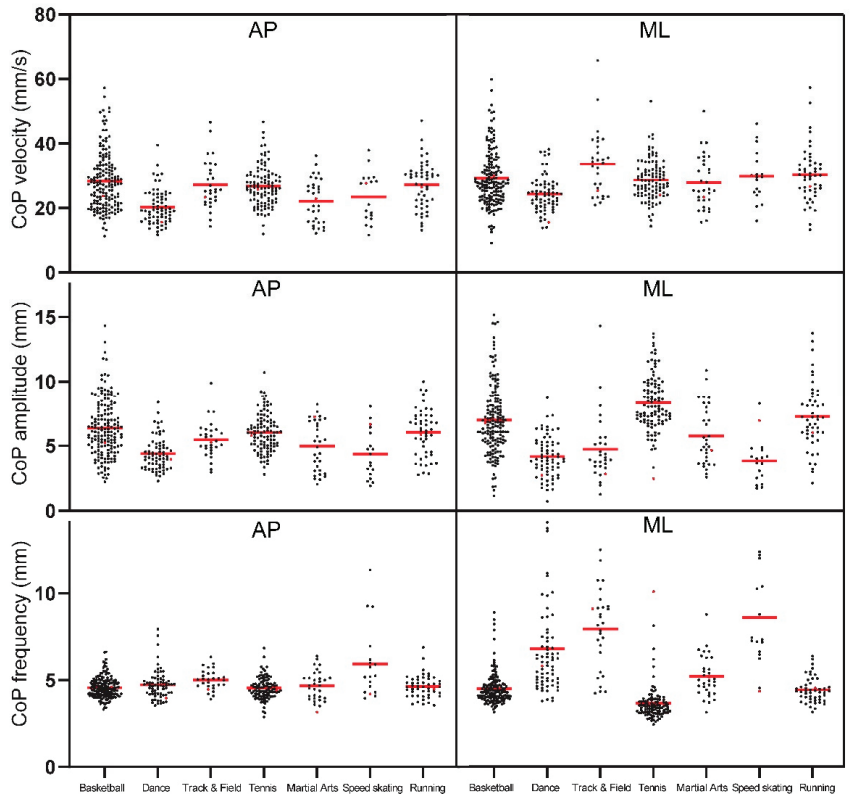 AP ML
CoP velocity (mm/s)
80
60
40
20
0
AP ML
CoP amplitude (mm)
15
10
5
0
AP ML
CoP frequency (mm)
10
5
0
Basketball Dance Track & Field Tennis Martial Arts Speed skating Running Basketball Dance Track & Field Tennis Martial Arts Speed skating Running